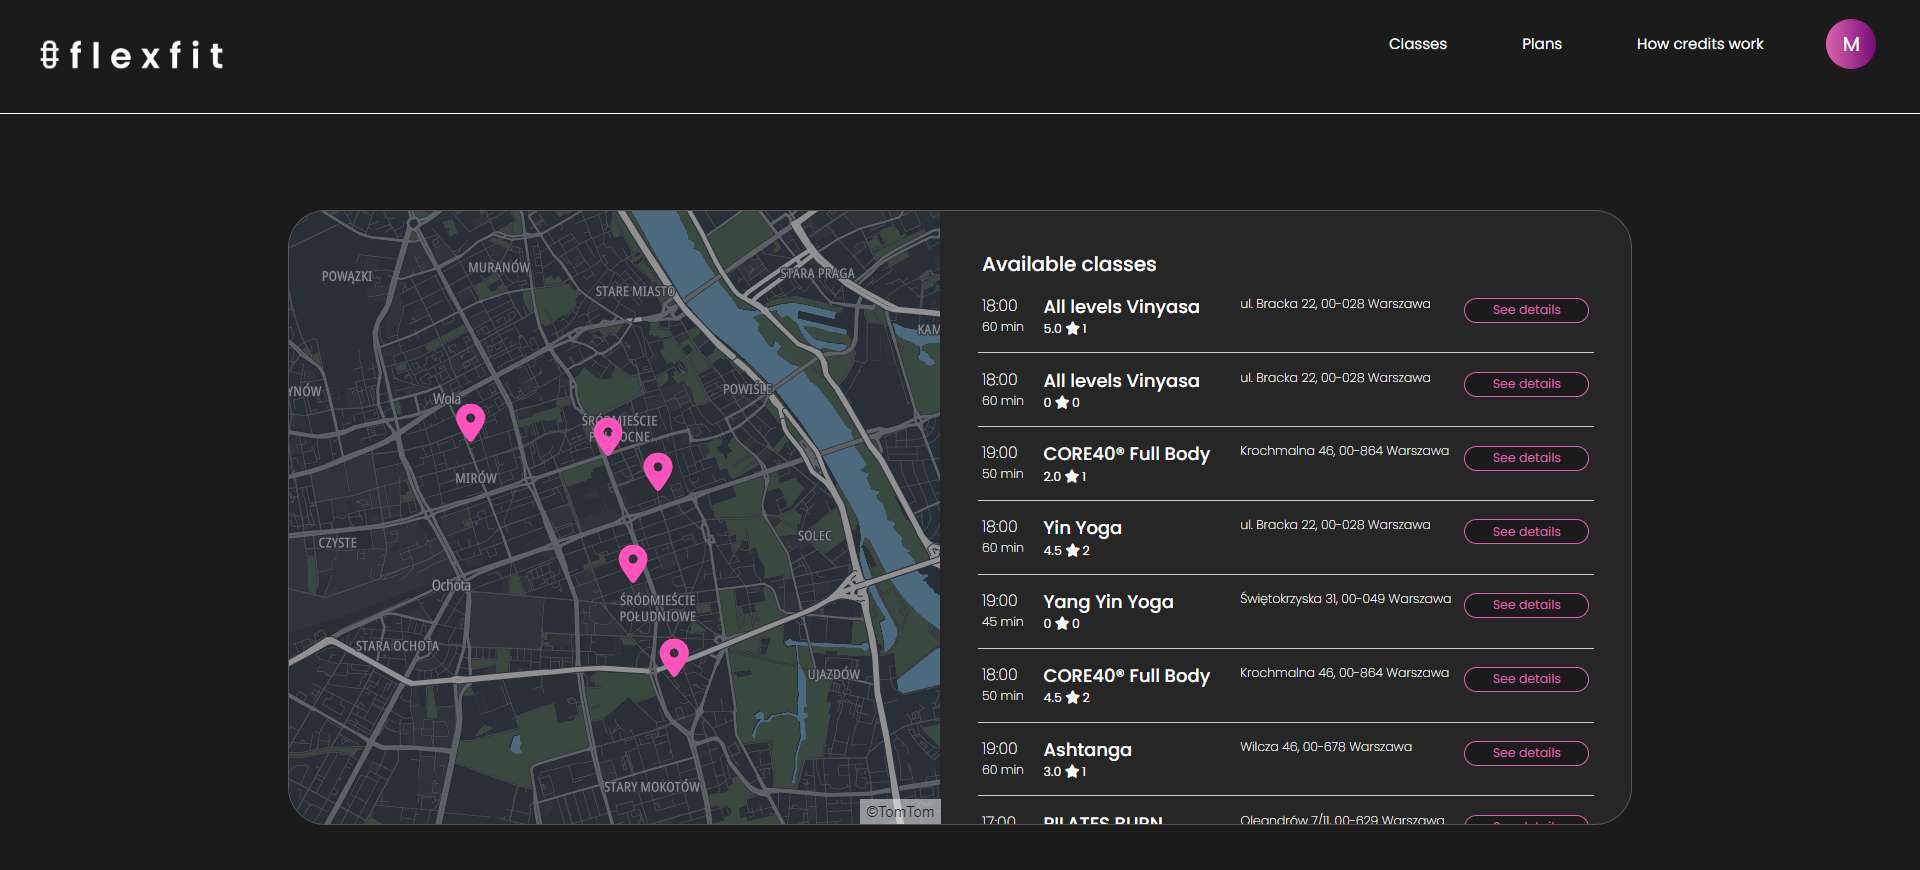 flexfit
Classes
Plans
How credits work
M
POWĄZKI
MURANÓW
STARE MIASTO
STARA PRAGA
KAM
YNÓW
Wola
POWIŚLE
ŚRÓDMIEŚCIE
MIRÓW
CZYSTE
SOLEC
Ochota
ŚRÓDMIEŚCIE
POŁUDNIOWE
STARA OCHOTA
UJAZDÓW
STARY MOKOTÓW
©TomTom
Available classes
18:00 All levels Vinyasa ul. Bracka 22, 00-028 Warszawa See details
60 min 5.0 1
18:00 All levels Vinyasa ul. Bracka 22, 00-028 Warszawa See details
60 min 0 0
19:00 CORE40® Full Body Krochmalna 46, 00-864 Warszawa See details
50 min 2.0 1
18:00 Yin Yoga ul. Bracka 22, 00-028 Warszawa See details
60 min 4.5 2
19:00 Yang Yin Yoga Świętokrzyska 31, 00-049 Warszawa See details
45 min 0 0
18:00 CORE40® Full Body Krochmalna 46, 00-864 Warszawa See details
50 min 4.5 2
19:00 Ashtanga Wilcza 46, 00-678 Warszawa See details
60 min 3.0 1
17:00 PILATES BURN Oleandrów 7/11, 00-629 Warszawa